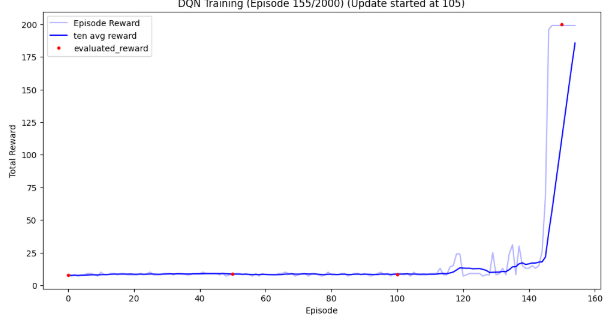 DQN Training (Episode 155/2000) (Update started at 105)
Episode Reward
ten avg reward
evaluated_reward
Total Reward
200
175
150
125
100
75
50
25
0
0 20 40 60 80 100 120 140 160
Episode